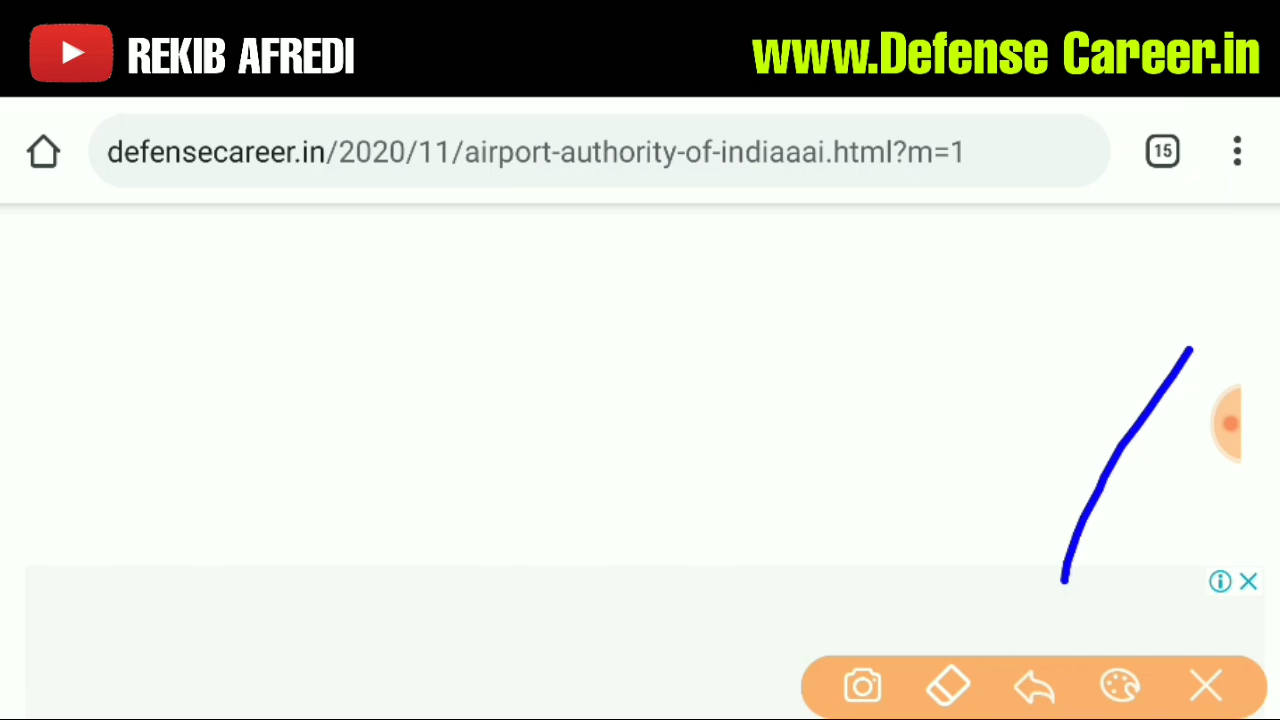 REKIB AFREDI
www.Defense Career.in
defensecareer.in/2020/11/airport-authority-of-indiaaai.html?m=1
15